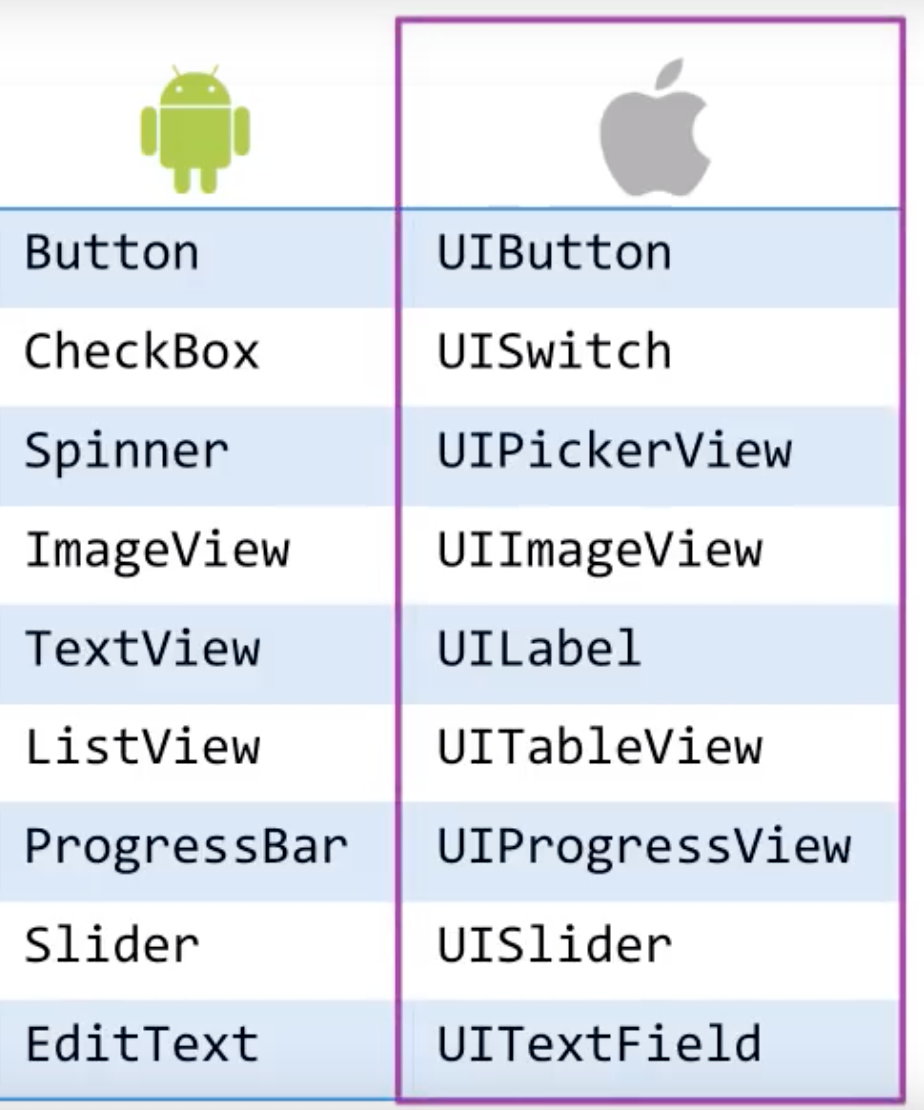 Button UIButton
CheckBox UISwitch
Spinner UIPickerView
ImageView UIImageView
TextView UILabel
ListView UITableView
ProgressBar UIProgressView
Slider UISlider
EditText UITextField